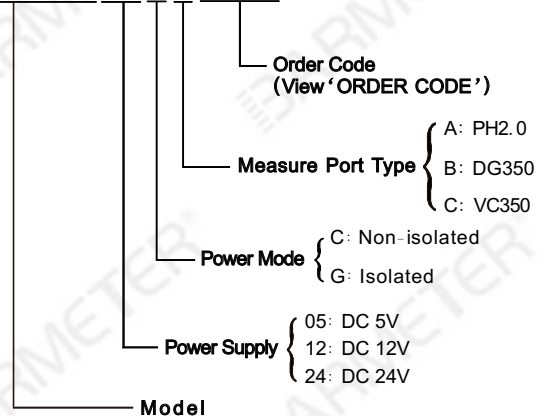 Order Code
(View‘ORDER CODE’)
A: PH2.0
Measure Port Type
B: DG350
C: VC350
C: Non-isolated
Power Mode
G: Isolated
05: DC 5V
Power Supply
12: DC 12V
24: DC 24V
Model